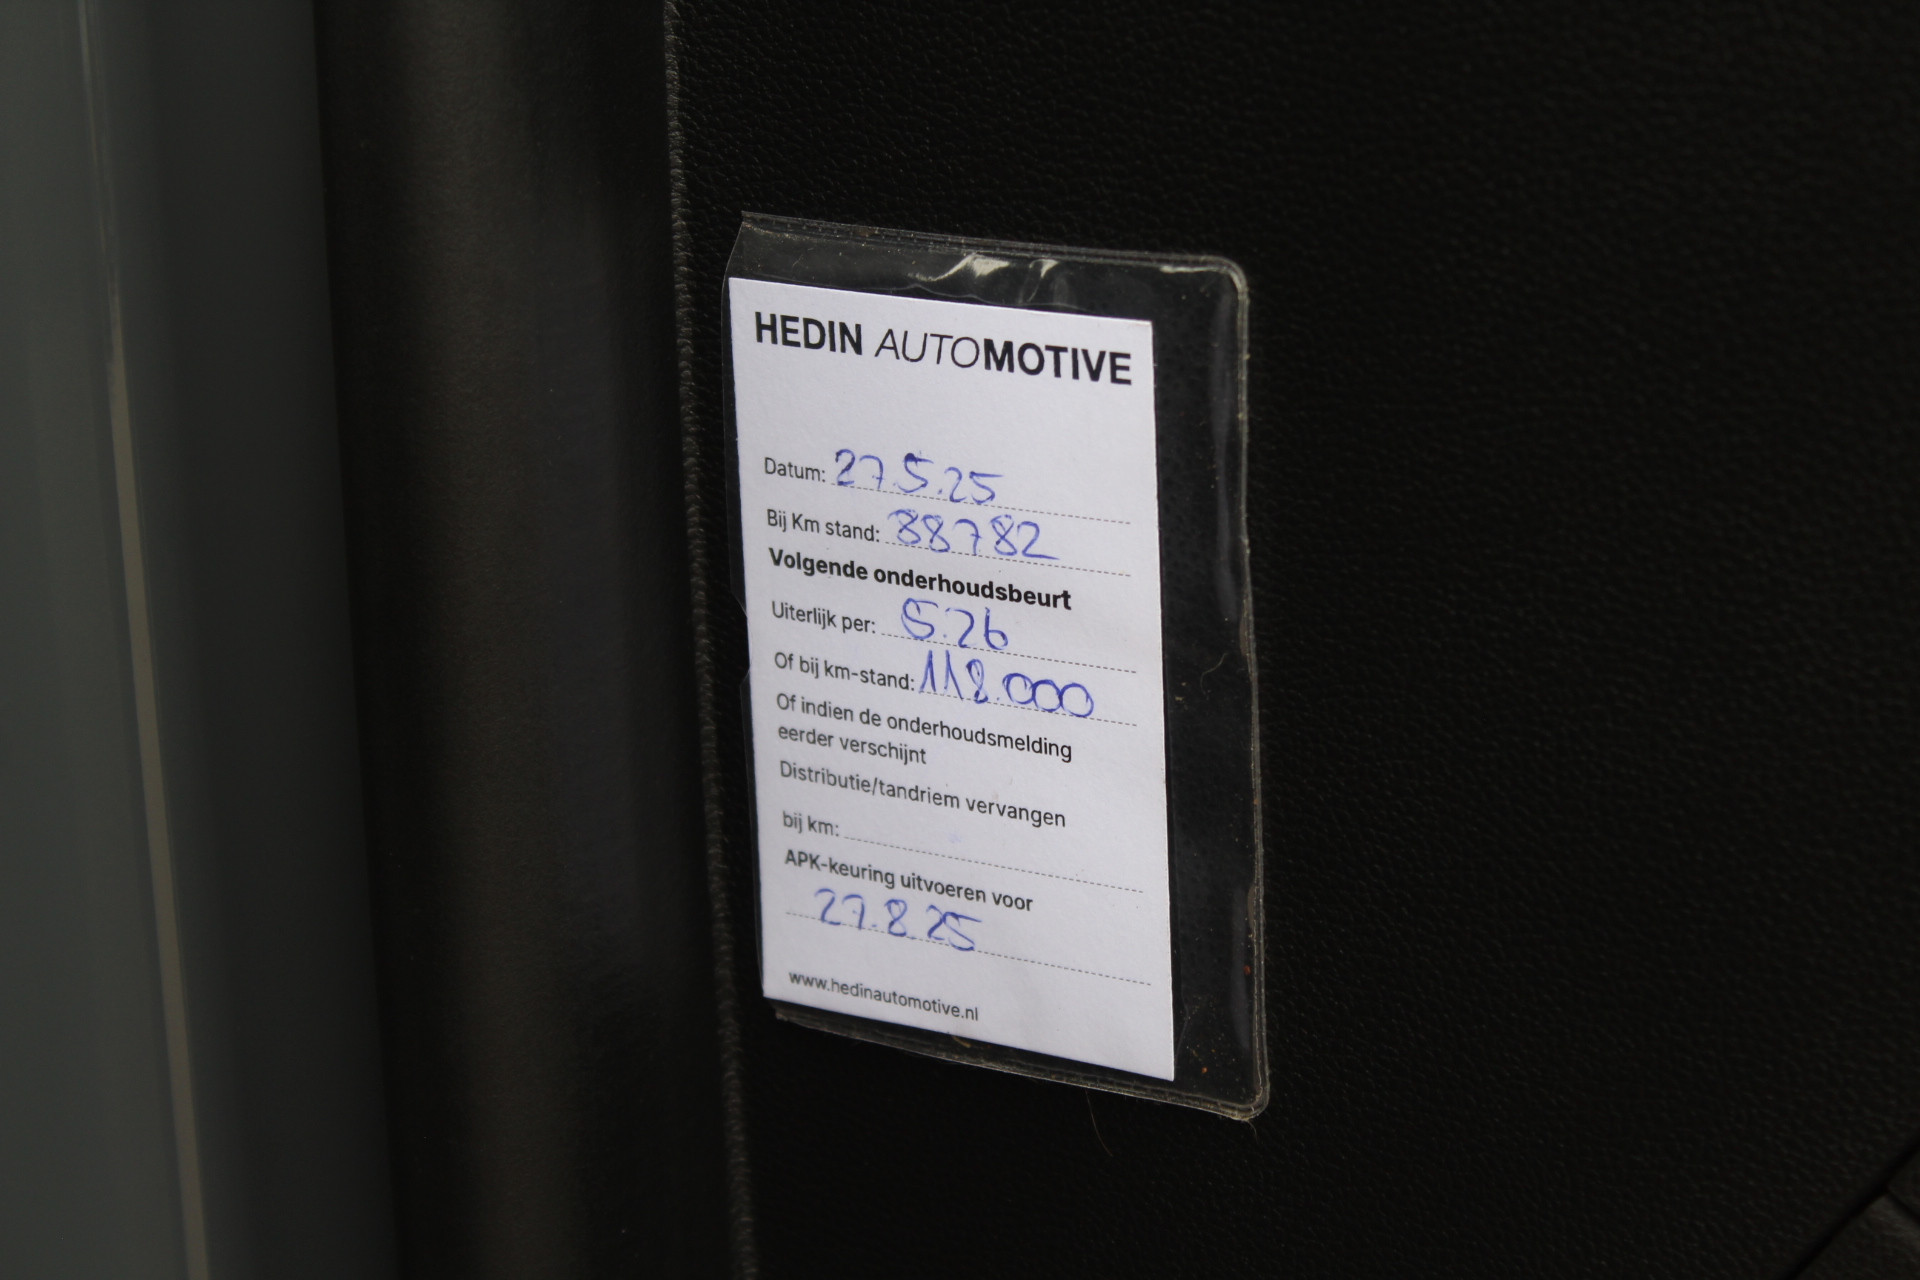 HEDIN AUTOMOTIVE
Datum: 27.5.25
Bij Km stand: 88782
Volgende onderhoudsbeurt
Uiterlijk per: 5.26
Of bij km-stand: 118.000
Of indien de onderhoudsmelding
eerder verschijnt
Distributie/tandriem vervangen
bij km:
APK-keuring uitvoeren voor
27.8.25
www.hedinautomotive.nl